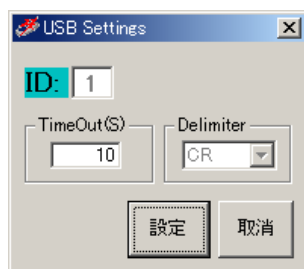 USB Settings
ID: 1
TimeOut(S)
10
Delimiter
CR
設定
取消